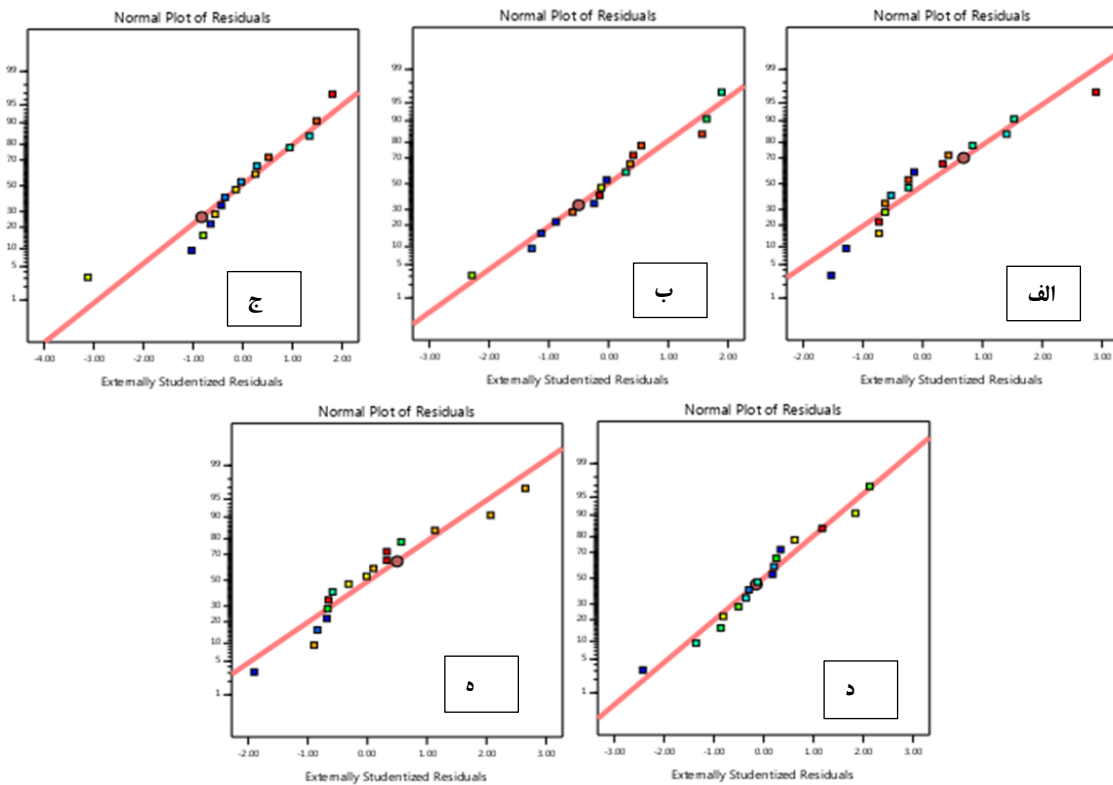 Normal Plot of Residuals
99
95
90
80
70
50
30
20
10
5
1
ج
-4.00 -3.00 -2.00 -1.00 0.00 1.00 2.00
Externally Studentized Residuals
Normal Plot of Residuals
99
95
90
80
70
50
30
20
10
5
1
ب
-3.00 -2.00 -1.00 0.00 1.00 2.00
Externally Studentized Residuals
Normal Plot of Residuals
99
95
90
80
70
50
30
20
10
5
1
الف
-2.00 -1.00 0.00 1.00 2.00 3.00
Externally Studentized Residuals
Normal Plot of Residuals
99
95
90
80
70
50
30
20
10
5
1
ه
-2.00 -1.00 0.00 1.00 2.00 3.00
Externally Studentized Residuals
Normal Plot of Residuals
99
95
90
80
70
50
30
20
10
5
1
د
-3.00 -2.00 -1.00 0.00 1.00 2.00 3.00
Externally Studentized Residuals